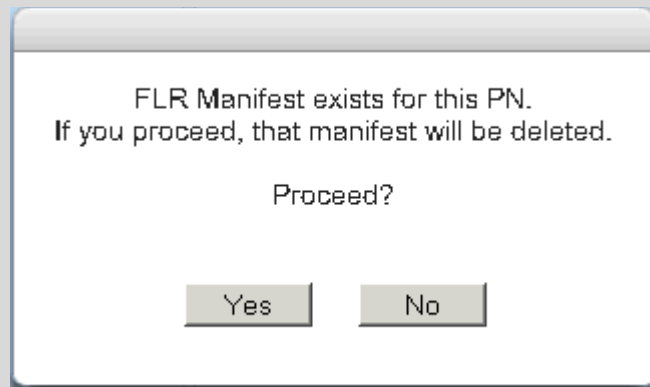 FLR Manifest exists for this PN.
If you proceed, that manifest will be deleted.
Proceed?
Yes
No